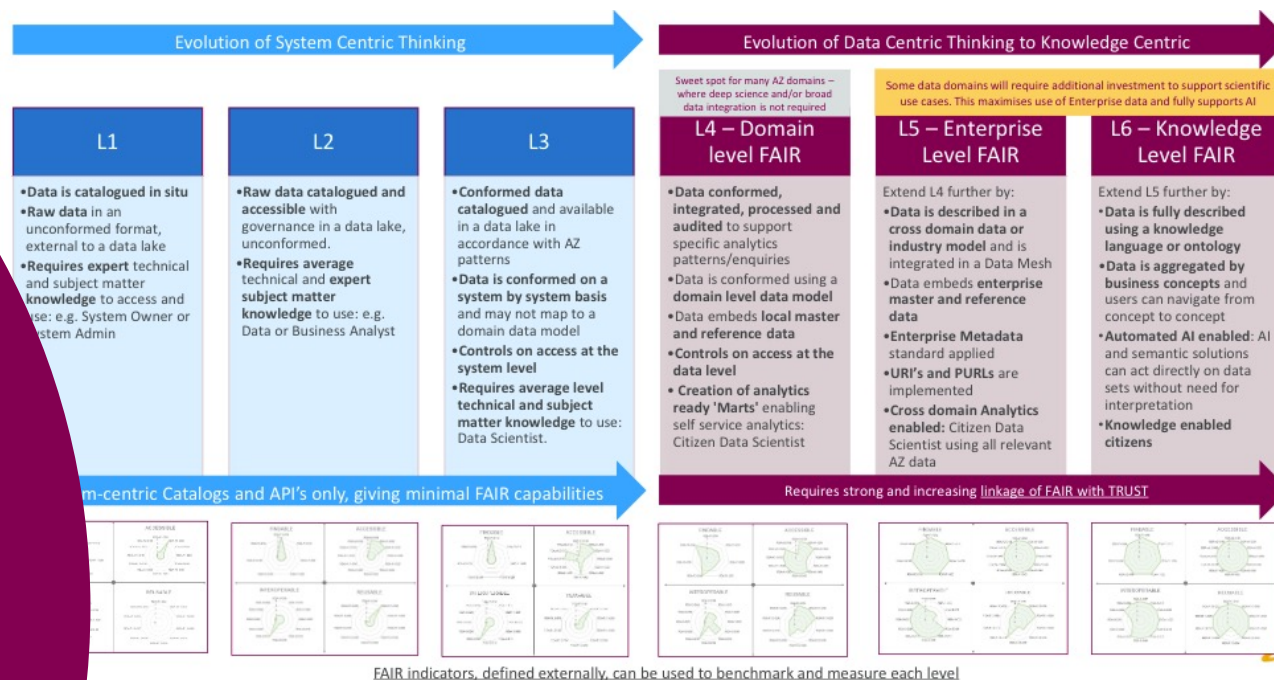 Evolution of System Centric Thinking
Evolution of Data Centric Thinking to Knowledge Centric
Sweet spot for many AZ domains –
where deep science and/or broad
data integration is not required
Some data domains will require additional investment to support scientific
use cases. This maximises use of Enterprise data and fully supports AI
L1
•Data is catalogued in situ
•Raw data in an
unconformed format,
external to a data lake
•Requires expert technical
and subject matter
knowledge to access and
use: e.g. System Owner or
System Admin
L2
•Raw data catalogued and
accessible with
governance in a data lake,
unconformed.
•Requires average
technical and expert
subject matter
knowledge to use: e.g.
Data or Business Analyst
L3
•Conformed data
catalogued and available
in a data lake in
accordance with AZ
patterns
•Data is conformed on a
system by system basis
and may not map to a
domain data model
•Controls on access at the
system level
•Requires average level
technical and subject
matter knowledge to use:
Data Scientist.
L4 – Domain
level FAIR
•Data conformed,
integrated, processed and
audited to support
specific analytics
patterns/enquiries
•Data is conformed using a
domain level data model
•Data embeds local master
and reference data
•Controls on access at the
data level
• Creation of analytics
ready 'Marts' enabling
self service analytics:
Citizen Data Scientist
L5 – Enterprise
Level FAIR
Extend L4 further by:
•Data is described in a
cross domain data or
industry model and is
integrated in a Data Mesh
•Data embeds enterprise
master and reference
data
•Enterprise Metadata
standard applied
•URI's and PURLs are
implemented
•Cross domain Analytics
enabled: Citizen Data
Scientist using all relevant
AZ data
L6 – Knowledge
Level FAIR
Extend L5 further by:
•Data is fully described
using a knowledge
language or ontology
•Data is aggregated by
business concepts and
users can navigate from
concept to concept
•Automated AI enabled: AI
and semantic solutions
can act directly on data
sets without need for
interpretation
•Knowledge enabled
citizens
m-centric Catalogs and API's only, giving minimal FAIR capabilities
Requires strong and increasing linkage of FAIR with TRUST
FAIR indicators, defined externally, can be used to benchmark and measure each level